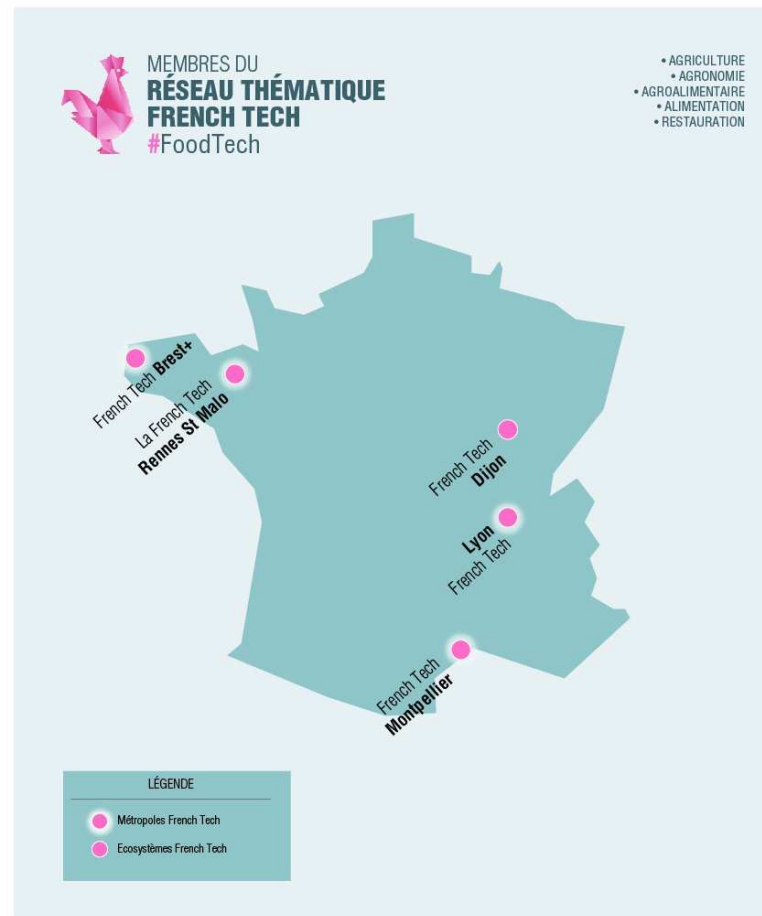 MEMBRES DU
RÉSEAU THÉMATIQUE
FRENCH TECH
#FoodTech
• AGRICULTURE
• AGRONOMIE
• AGROALIMENTAIRE
• ALIMENTATION
• RESTAURATION
French Tech Brest+
La French Tech
Rennes St Malo
French Tech
Dijon
Lyon
French Tech
French Tech
Montpellier
LÉGENDE
Métropoles French Tech
Ecosystèmes French Tech